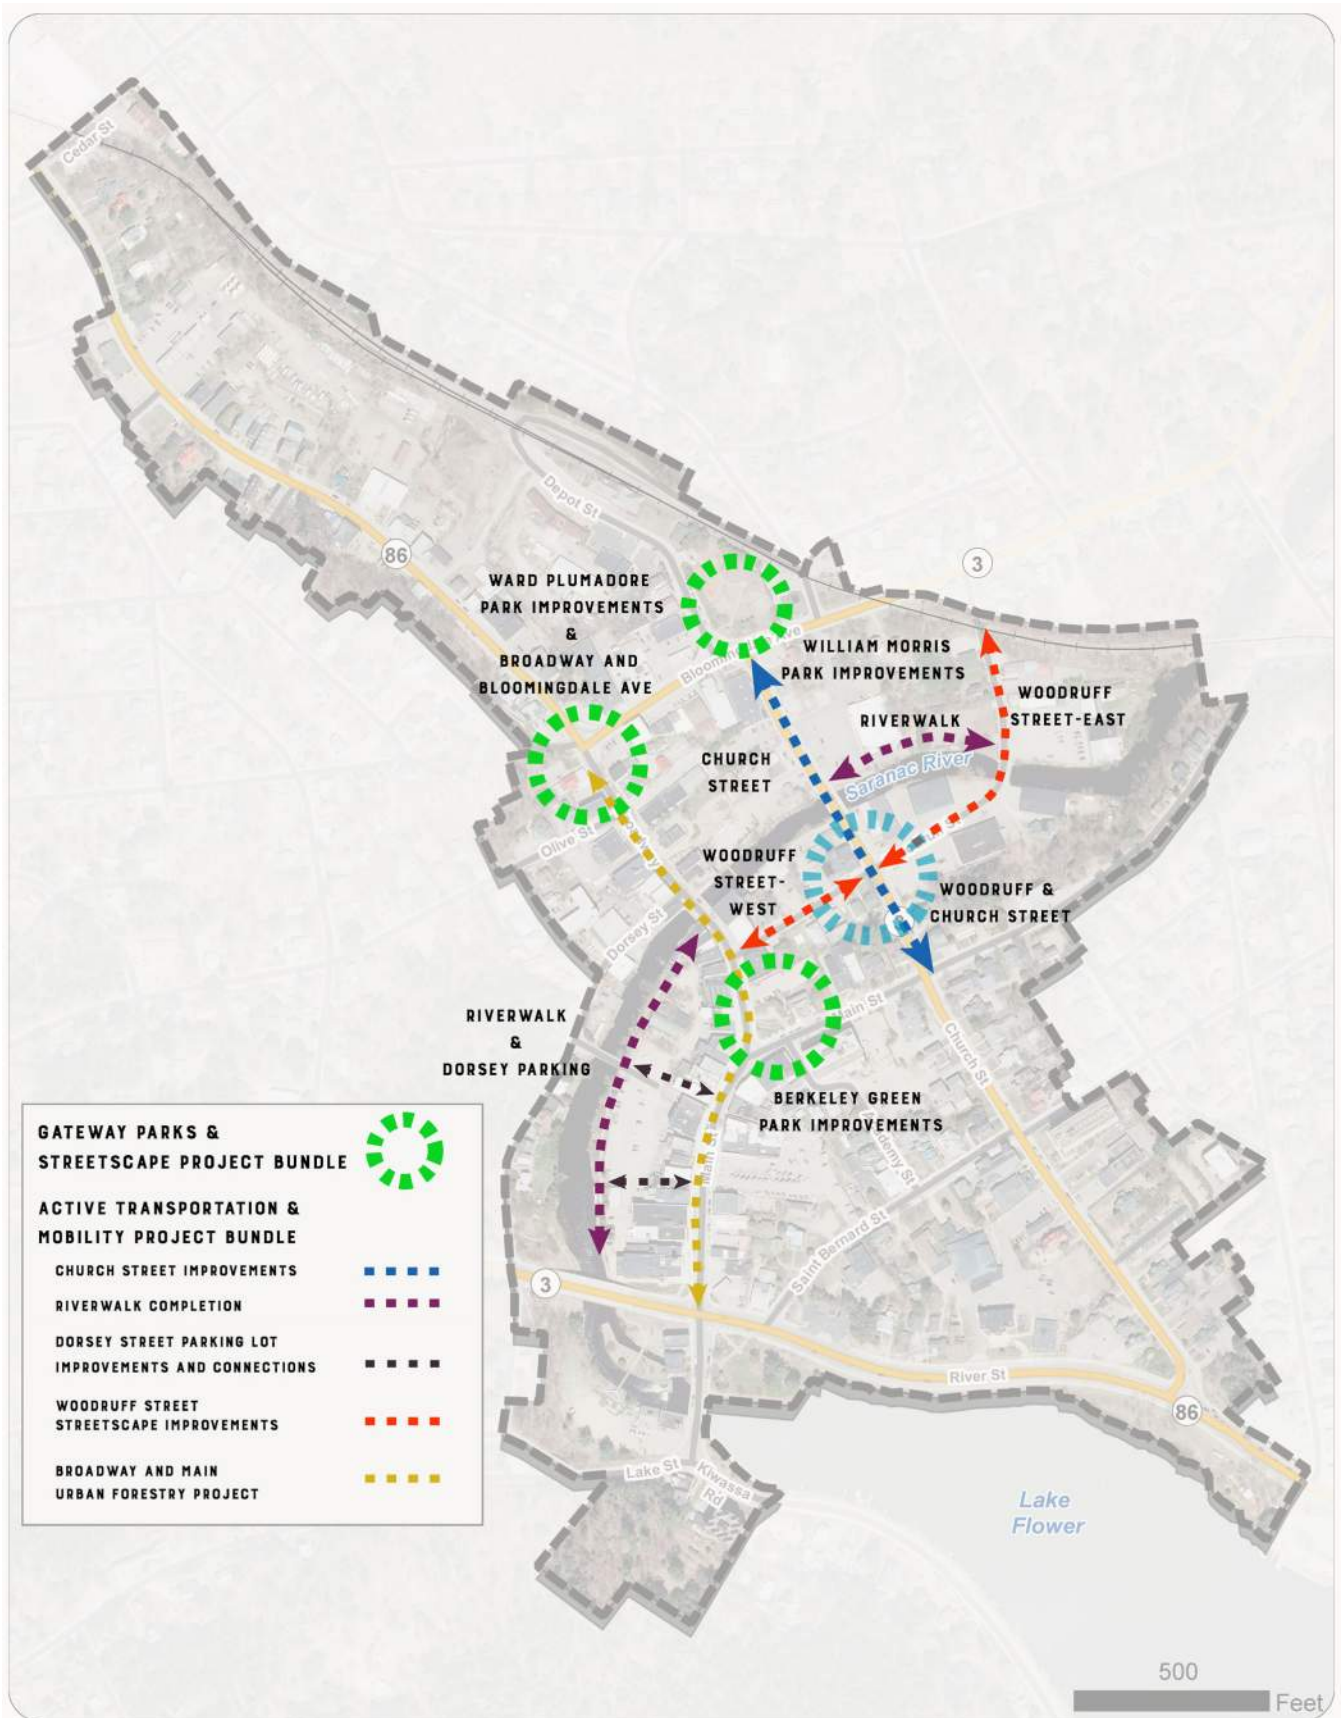 Cedar St
Depot St
86
3
WARD PLUMADORE
PARK IMPROVEMENTS
&
BROADWAY AND
BLOOMINGDALE AVE
WILLIAM MORRIS
PARK IMPROVEMENTS
WOODRUFF
STREET-EAST
RIVERWALK
CHURCH
STREET
Saranac River
Olive St
WOODRUFF
STREET-
WEST
WOODRUFF &
CHURCH STREET
Dorsey St
Main St
RIVERWALK
&
DORSEY PARKING
Church St
BERKELEY GREEN
PARK IMPROVEMENTS
Main St
Academy St
Saint Bernard St
3
River St
86
Lake St
Kiwassa
Rd
Lake
Flower
GATEWAY PARKS &
STREETSCAPE PROJECT BUNDLE
ACTIVE TRANSPORTATION &
MOBILITY PROJECT BUNDLE
CHURCH STREET IMPROVEMENTS
RIVERWALK COMPLETION
DORSEY STREET PARKING LOT
IMPROVEMENTS AND CONNECTIONS
WOODRUFF STREET
STREETSCAPE IMPROVEMENTS
BROADWAY AND MAIN
URBAN FORESTRY PROJECT
500
Feet